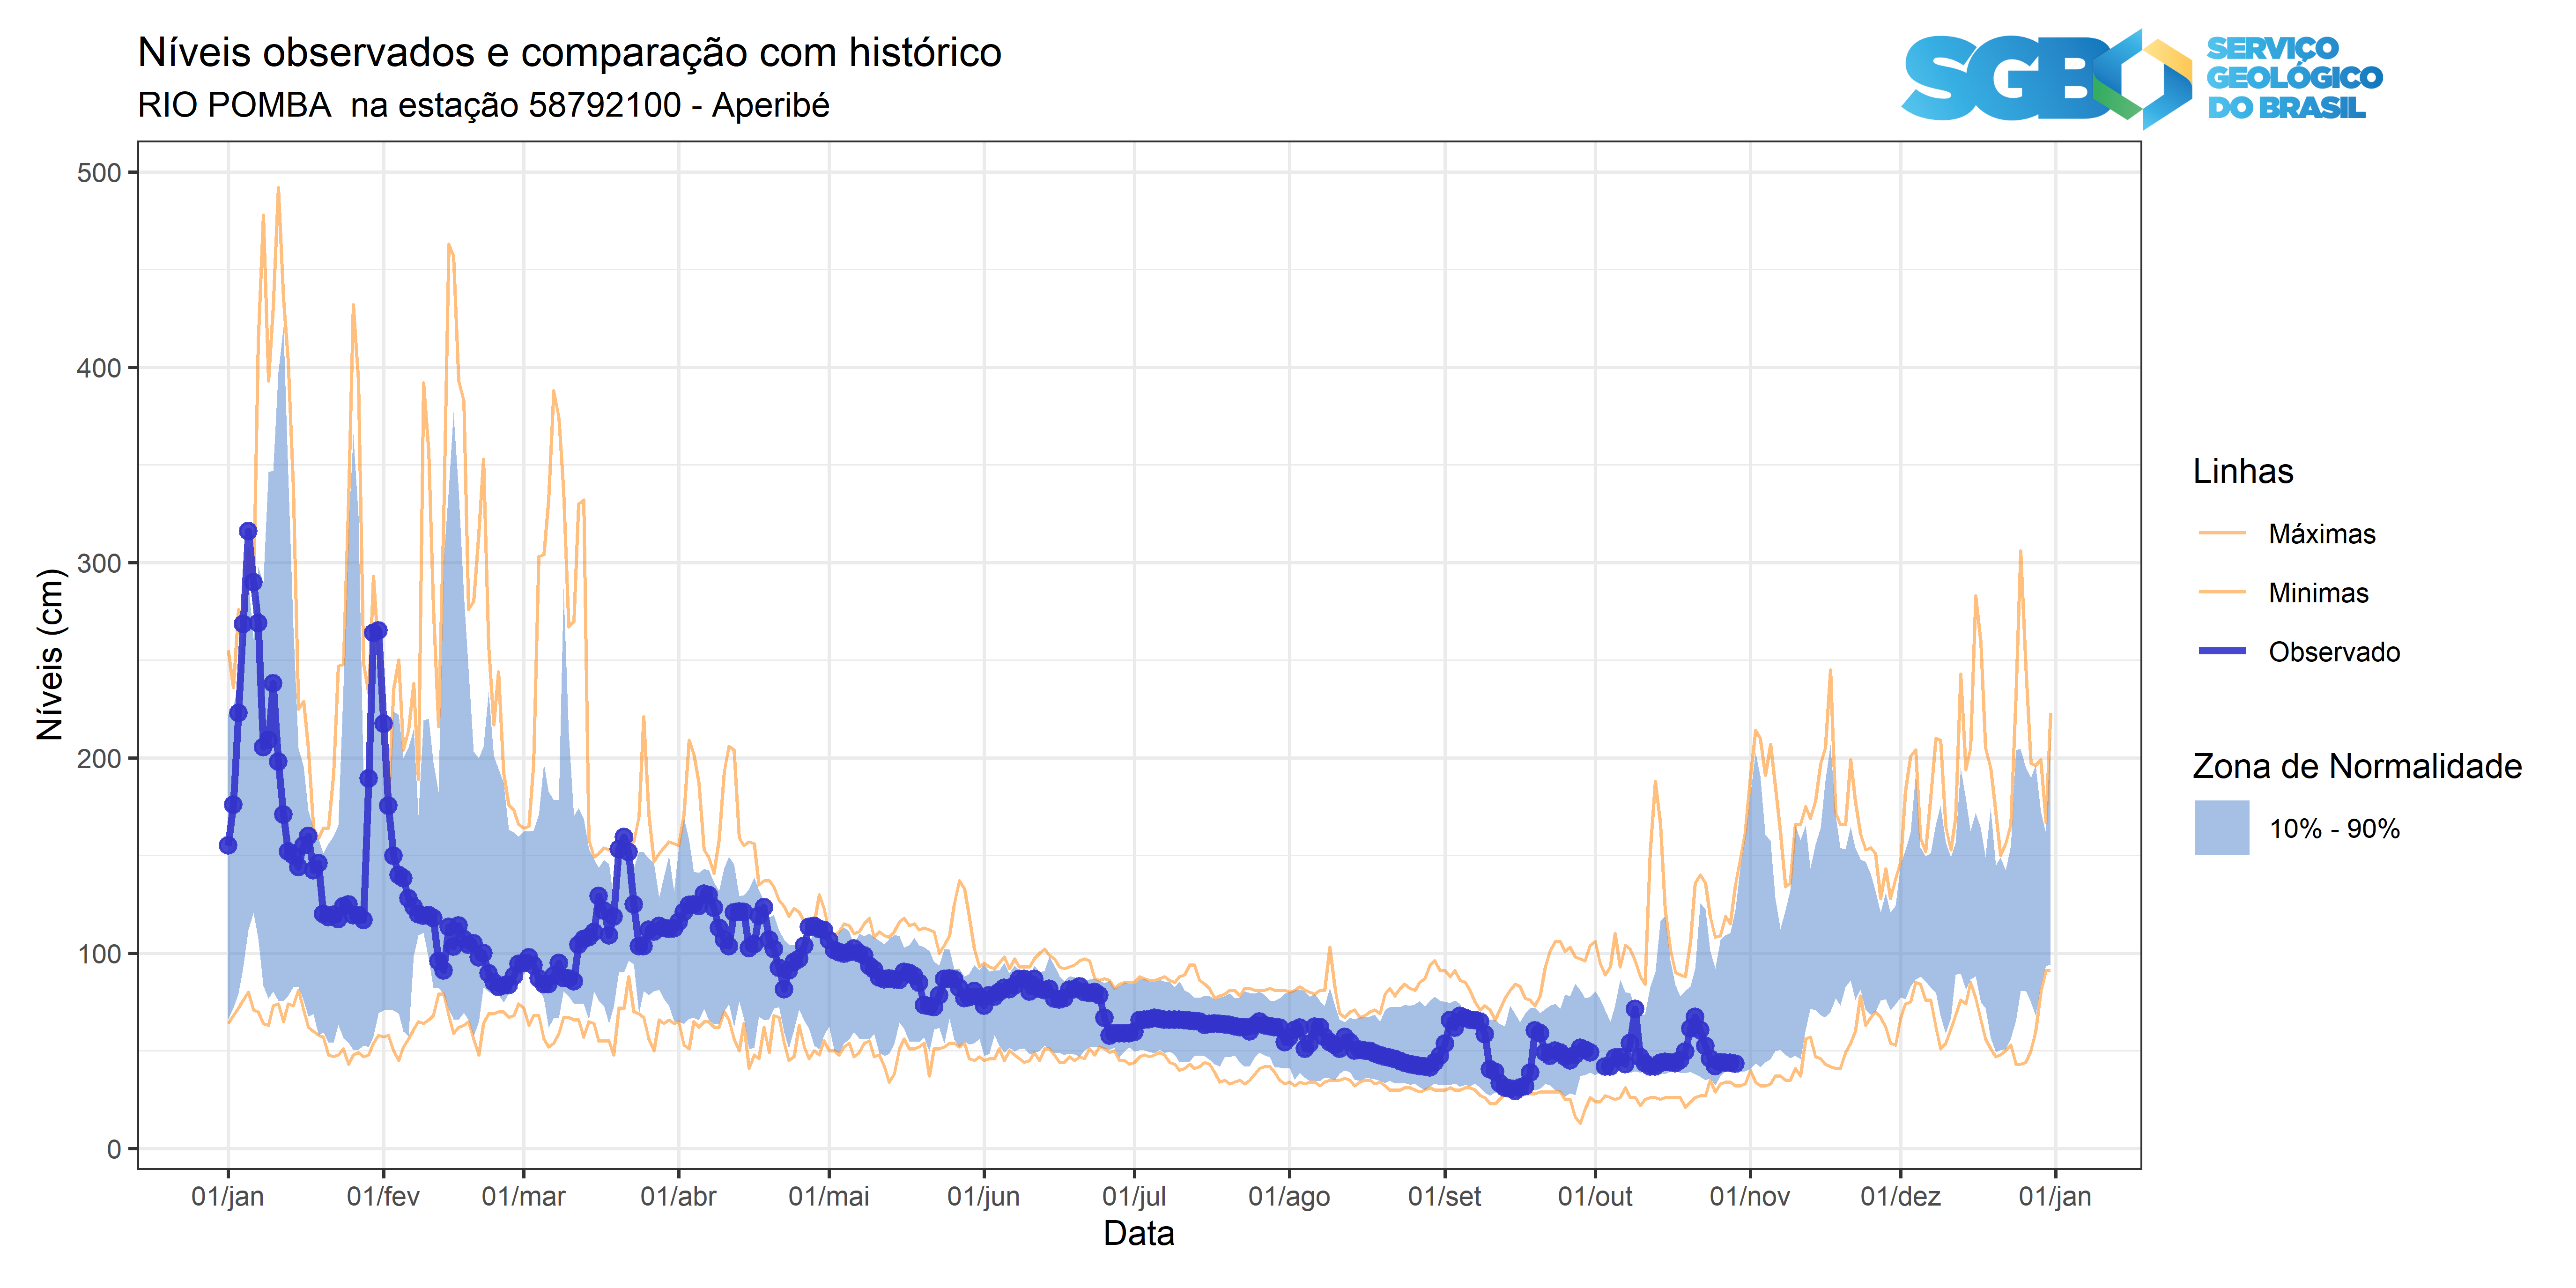 Níveis observados e comparação com histórico
RIO POMBA  na estação 58792100 - Aperibé
SGB
SERVIÇO
GEOLÓGICO
DO BRASIL
500
400
300
200
100
0
Níveis (cm)
01/jan
01/fev
01/mar
01/abr
01/mai
01/jun
01/jul
01/ago
01/set
01/out
01/nov
01/dez
01/jan
Data
Linhas
Máximas
Minimas
Observado
Zona de Normalidade
10% - 90%